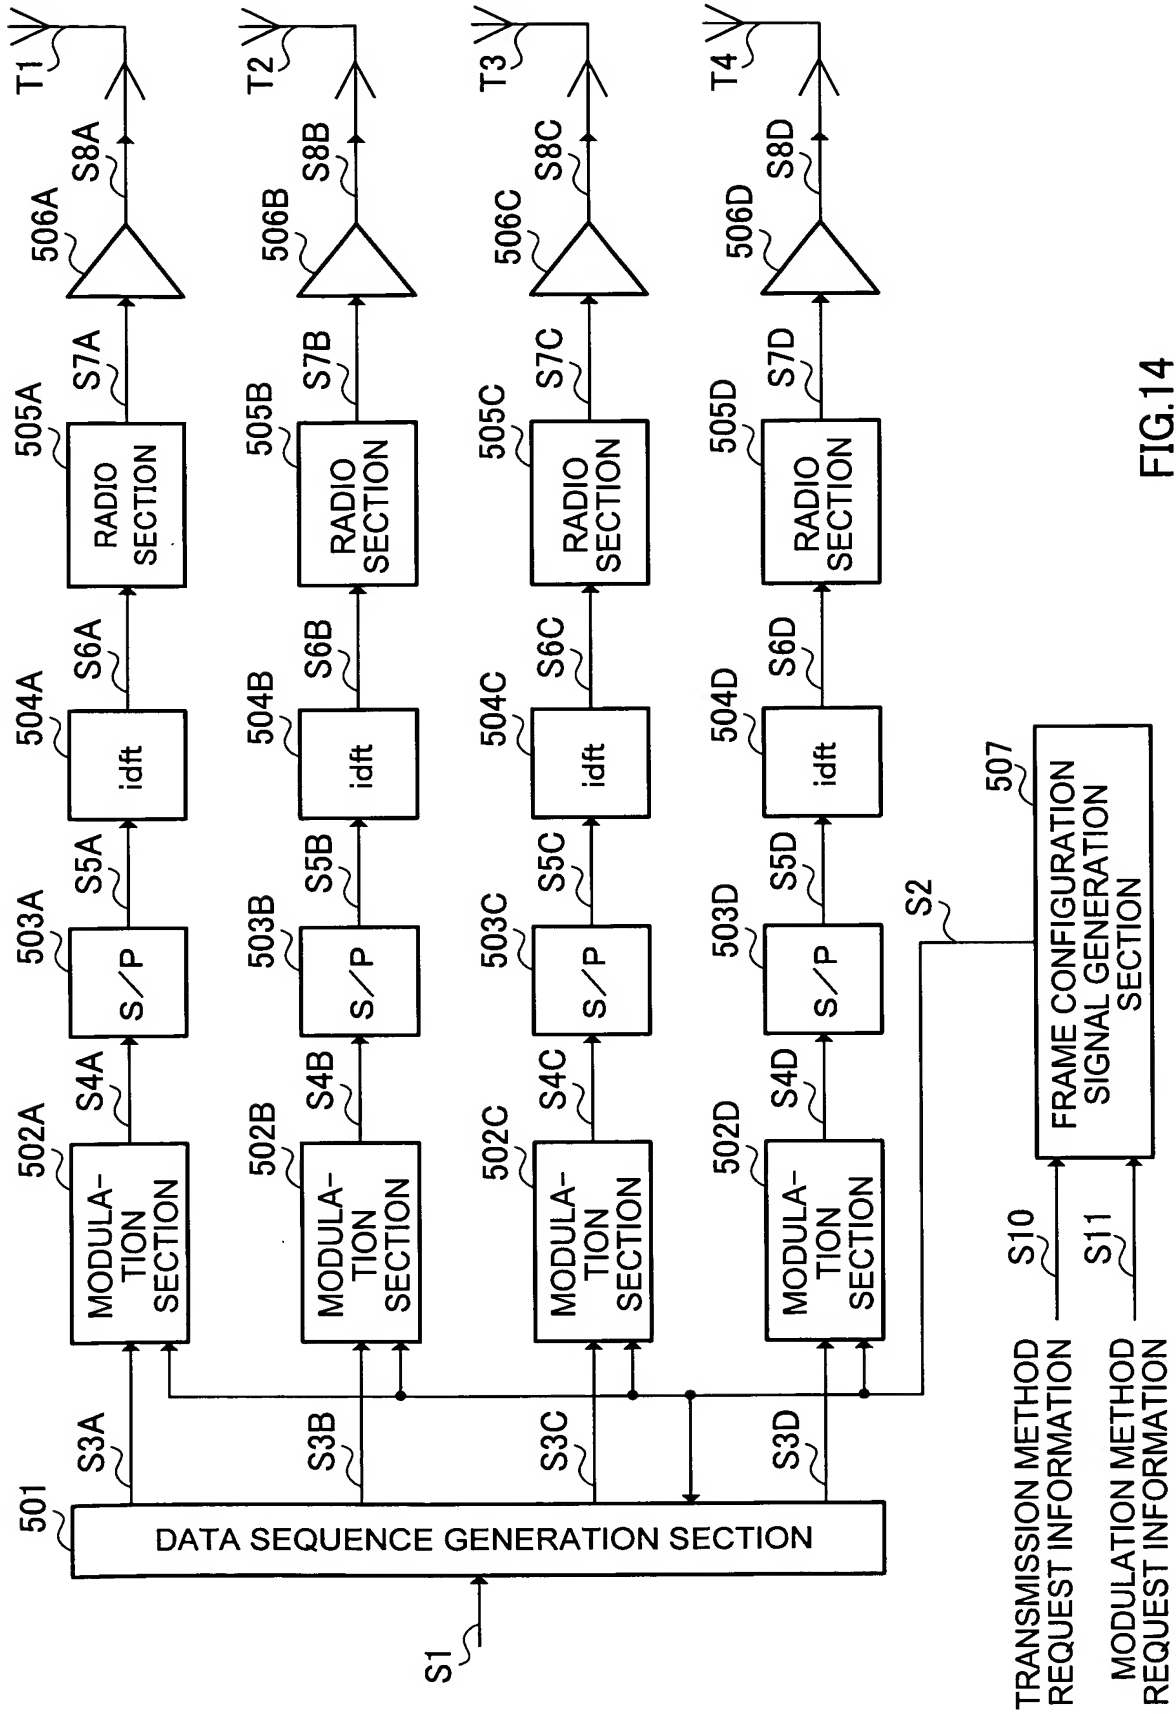 501
DATA SEQUENCE GENERATION SECTION
S1
S3A
502A
MODULA-
TION
SECTION
S4A
503A
S/P
S5A
504A
idft
S6A
505A
RADIO
SECTION
S7A
506A
S8A
T1
S3B
502B
MODULA-
TION
SECTION
S4B
503B
S/P
S5B
504B
idft
S6B
505B
RADIO
SECTION
S7B
506B
S8B
T2
S3C
502C
MODULA-
TION
SECTION
S4C
503C
S/P
S5C
504C
idft
S6C
505C
RADIO
SECTION
S7C
506C
S8C
T3
S3D
502D
MODULA-
TION
SECTION
S4D
503D
S/P
S5D
504D
idft
S6D
505D
RADIO
SECTION
S7D
506D
S8D
T4
S2
507
FRAME CONFIGURATION
SIGNAL GENERATION
SECTION
TRANSMISSION METHOD
REQUEST INFORMATION
S10
MODULATION METHOD
REQUEST INFORMATION
S11
FIG.14